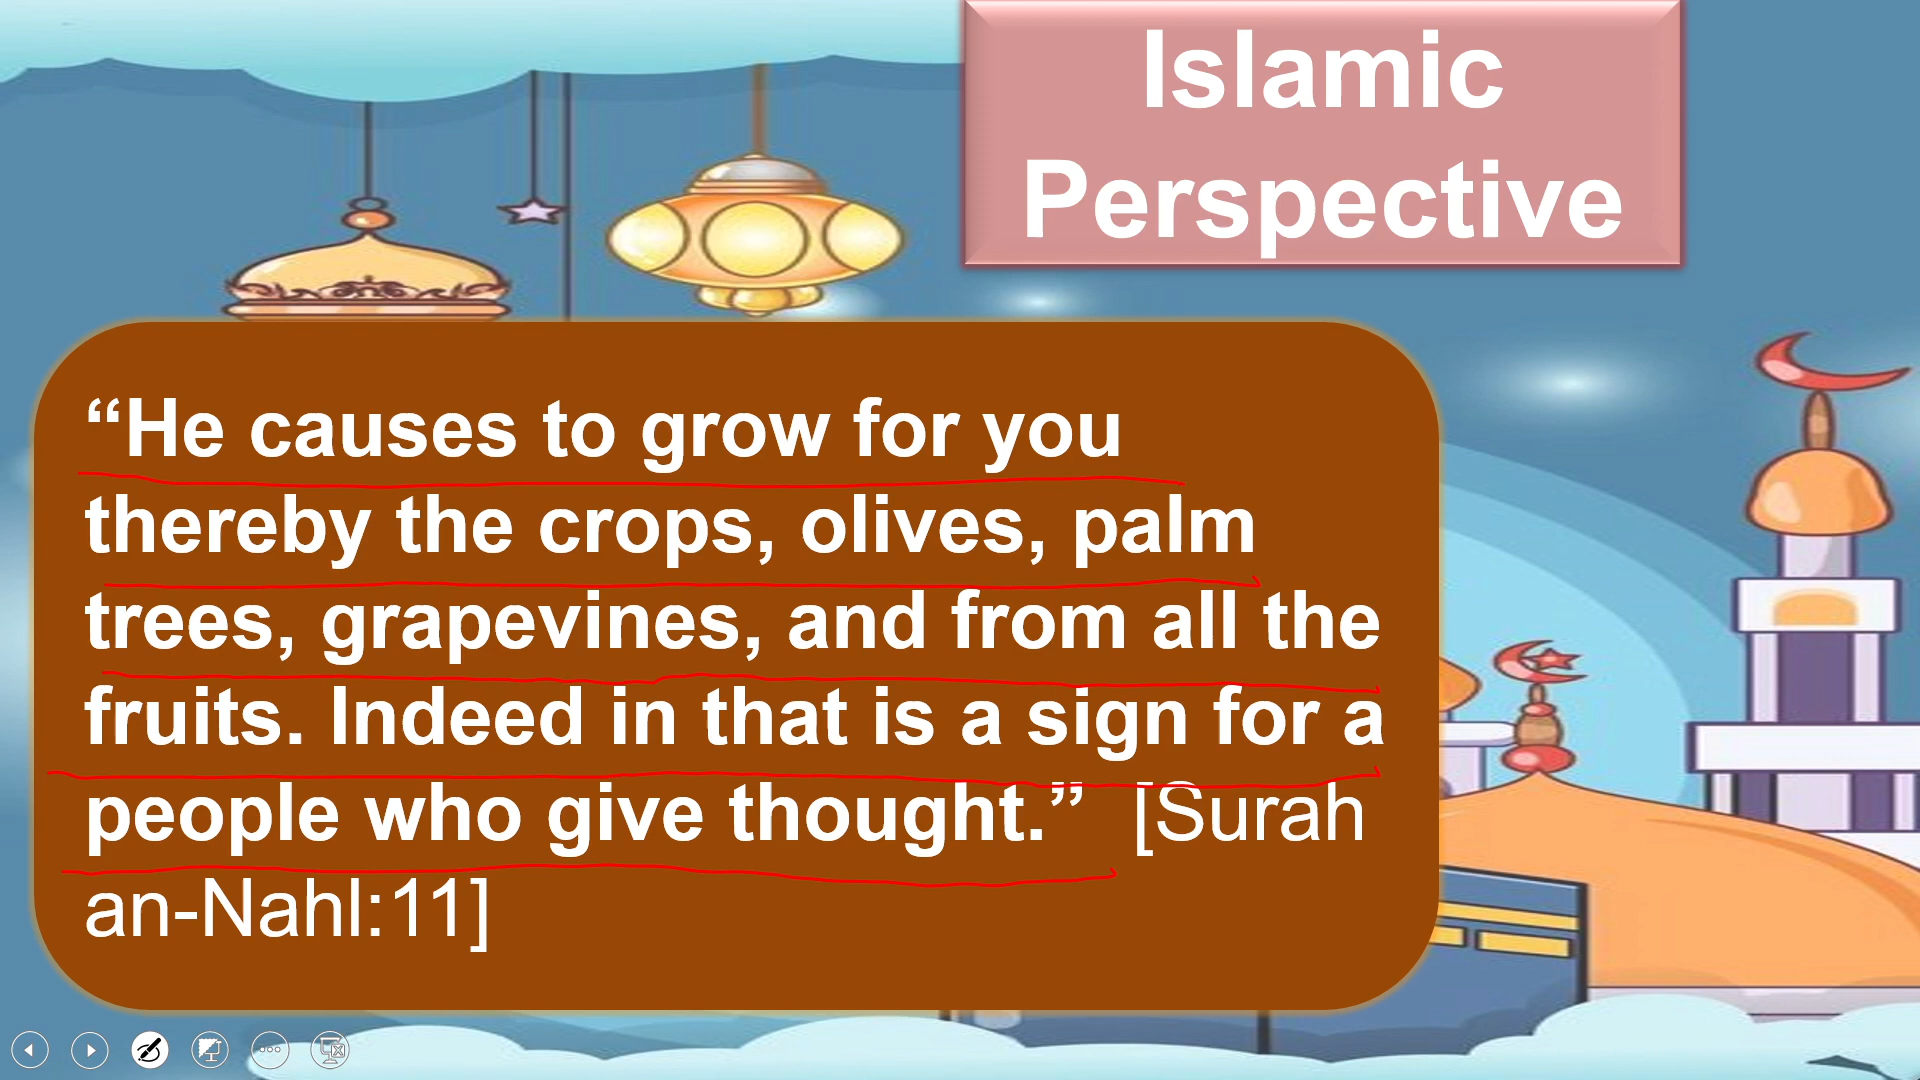 Islamic
Perspective
“He causes to grow for you
thereby the crops, olives, palm
trees, grapevines, and from all the
fruits. Indeed in that is a sign for a
people who give thought.” [Surah
an-Nahl:11]